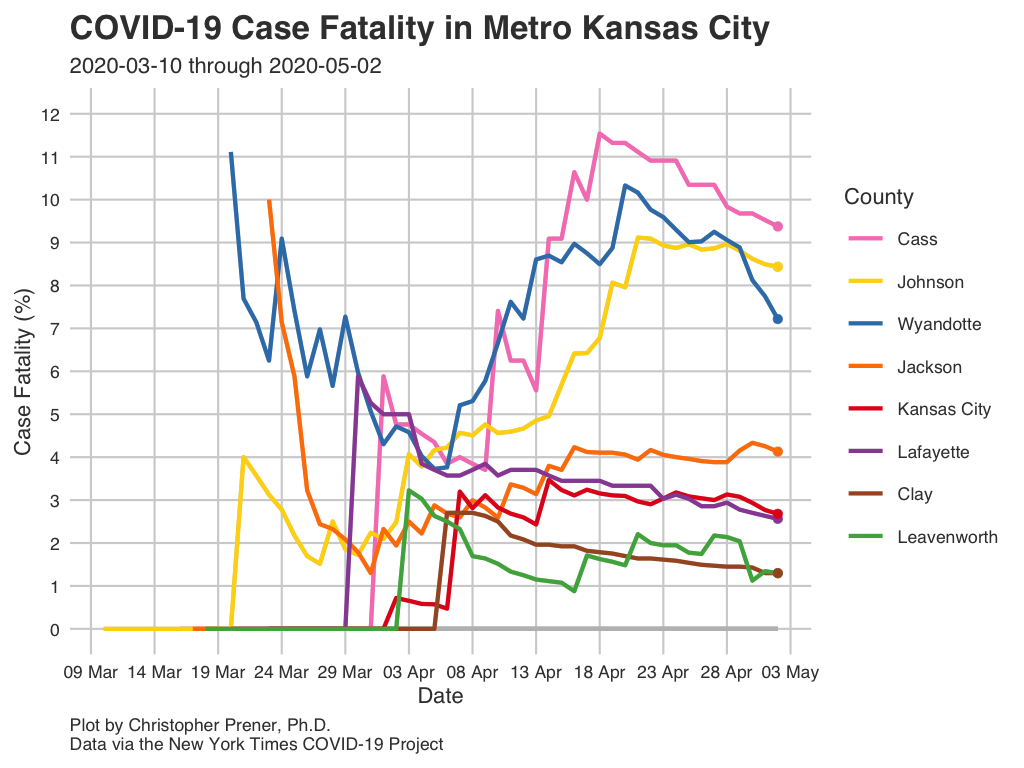 COVID-19 Case Fatality in Metro Kansas City
2020-03-10 through 2020-05-02
Case Fatality (%)
12
11
10
9
8
7
6
5
4
3
2
1
0
09 Mar 14 Mar 19 Mar 24 Mar 29 Mar 03 Apr 08 Apr 13 Apr 18 Apr 23 Apr 28 Apr 03 May
Date
County
Cass
Johnson
Wyandotte
Jackson
Kansas City
Lafayette
Clay
Leavenworth
Plot by Christopher Prener, Ph.D.
Data via the New York Times COVID-19 Project